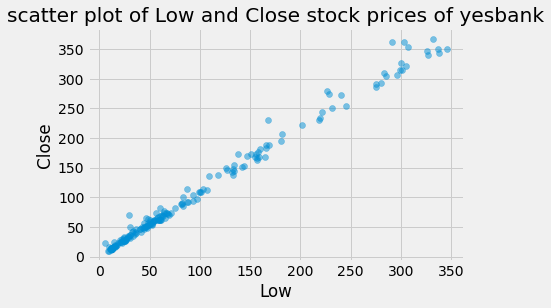 scatter plot of Low and Close stock prices of yesbank
350
300
250
200
150
100
50
0
Close
0 50 100 150 200 250 300 350
Low